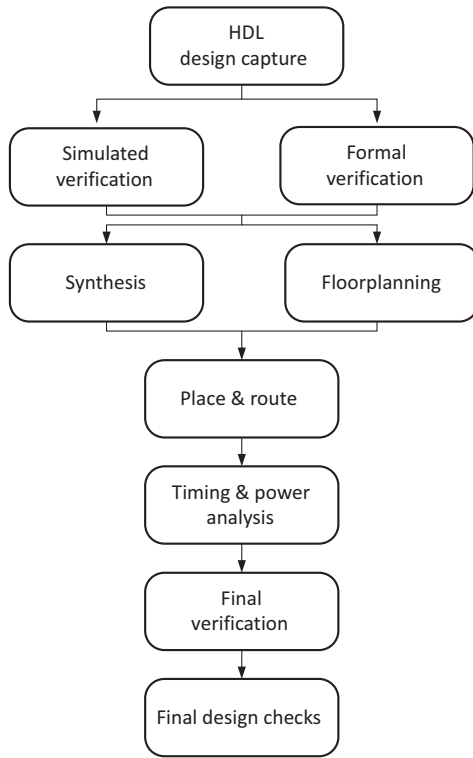 HDL
design capture
Simulated
verification
Formal
verification
Synthesis
Floorplanning
Place & route
Timing & power
analysis
Final
verification
Final design checks